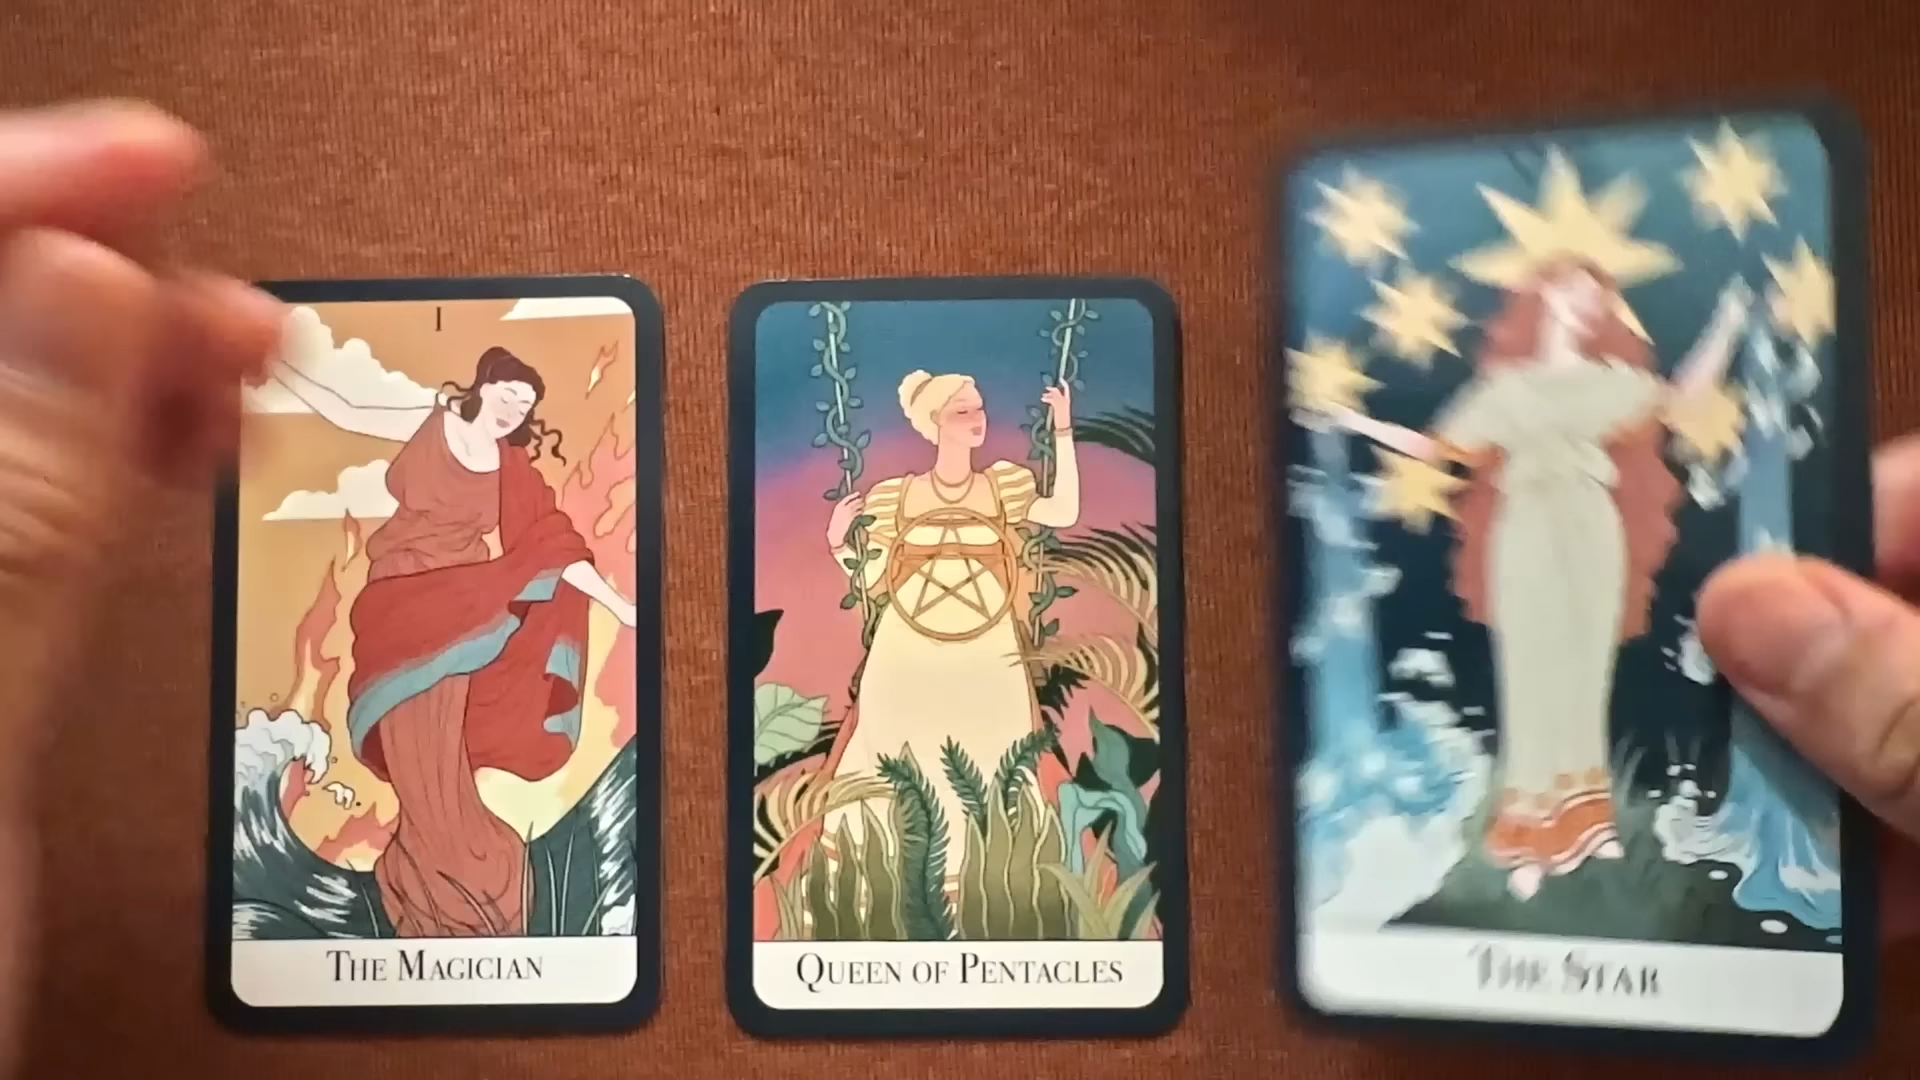 I
THE MAGICIAN
QUEEN OF PENTACLES
THE STAR